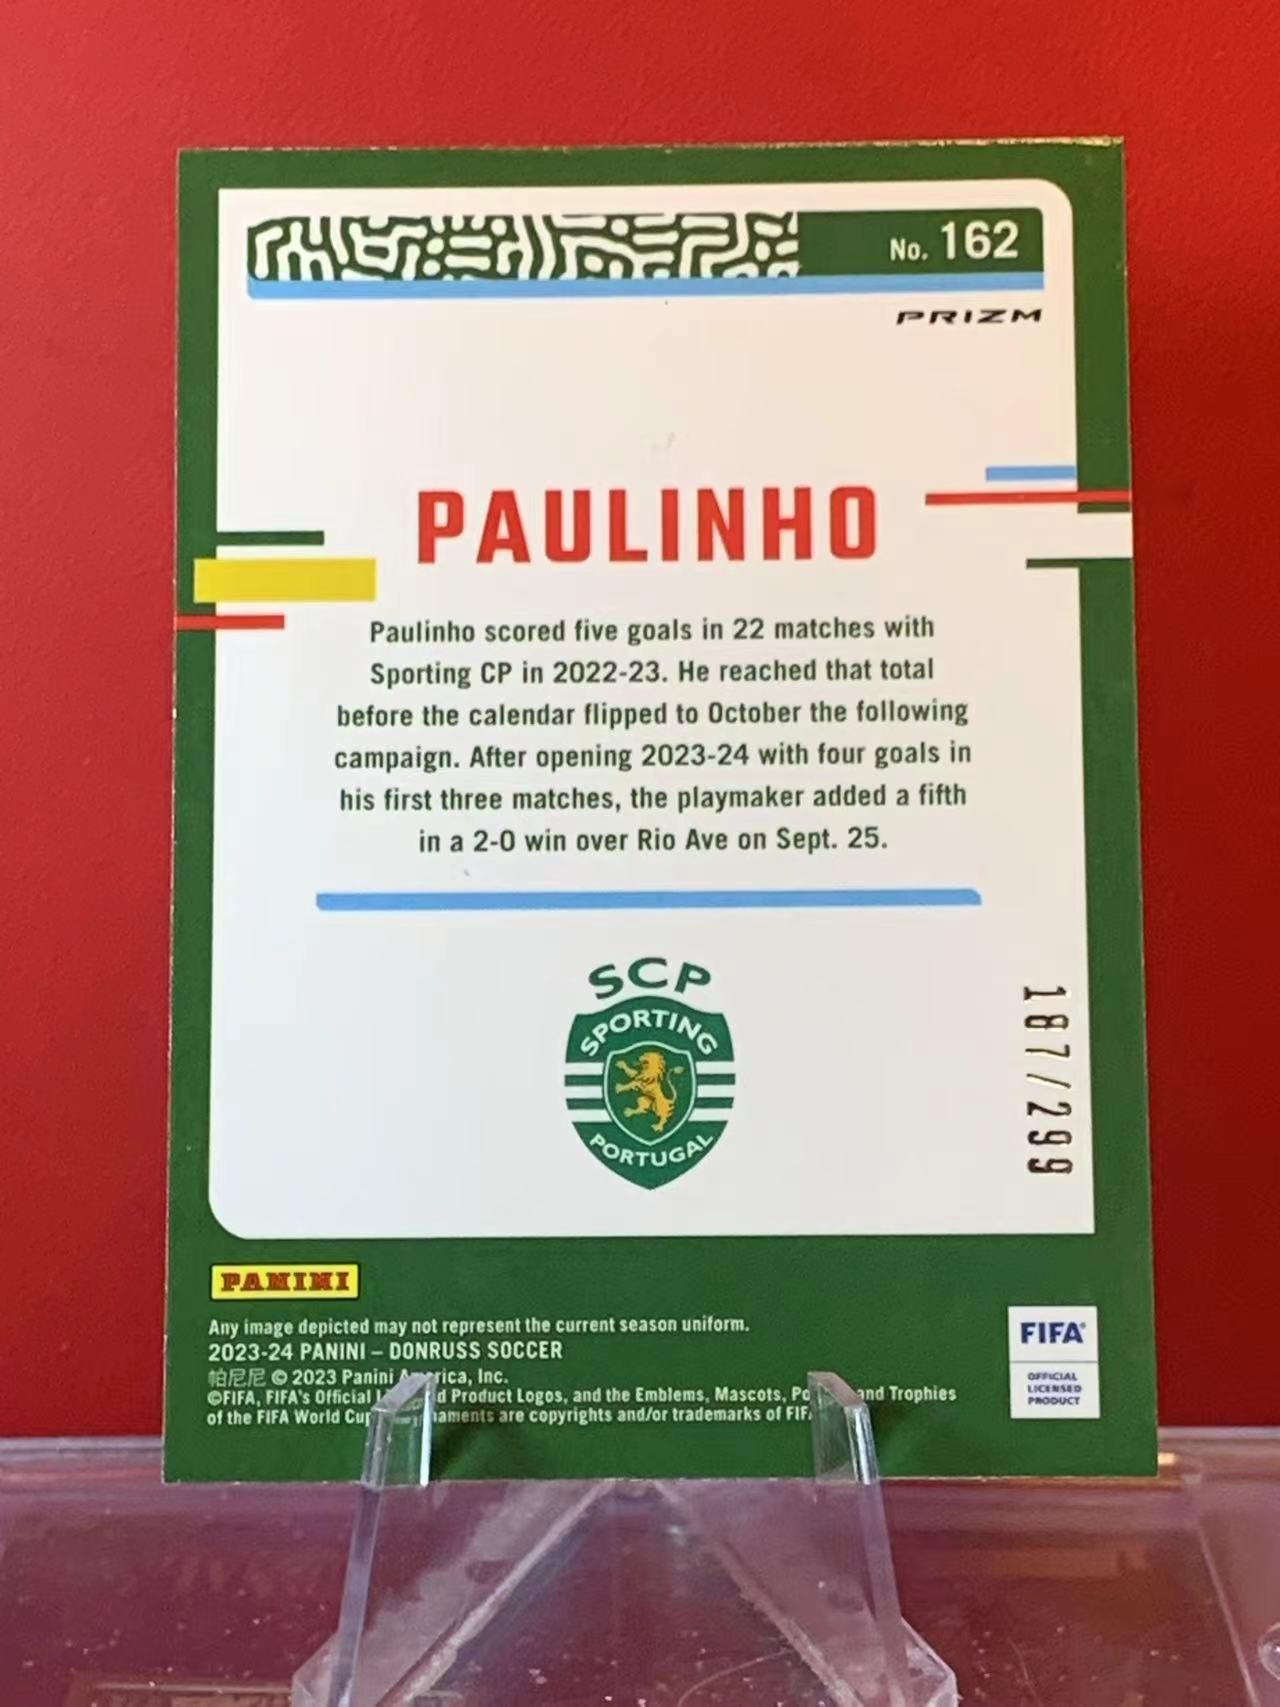 No. 162
PRIZM
PAULINHO
Paulinho scored five goals in 22 matches with
Sporting CP in 2022-23. He reached that total
before the calendar flipped to October the following
campaign. After opening 2023-24 with four goals in
his first three matches, the playmaker added a fifth
in a 2-0 win over Rio Ave on Sept. 25.
SCP
SPORTING
PORTUGAL
187/299
PANINI
Any image depicted may not represent the current season uniform.
2023-24 PANINI – DONRUSS SOCCER
帕尼尼 © 2023 Panini America, Inc.
©FIFA, FIFA's Official Product Logos, and the Emblems, Mascots, and Trophies
of the FIFA World Cup are copyrights and/or trademarks of FIFA
FIFA®
OFFICIAL
LICENSED
PRODUCT